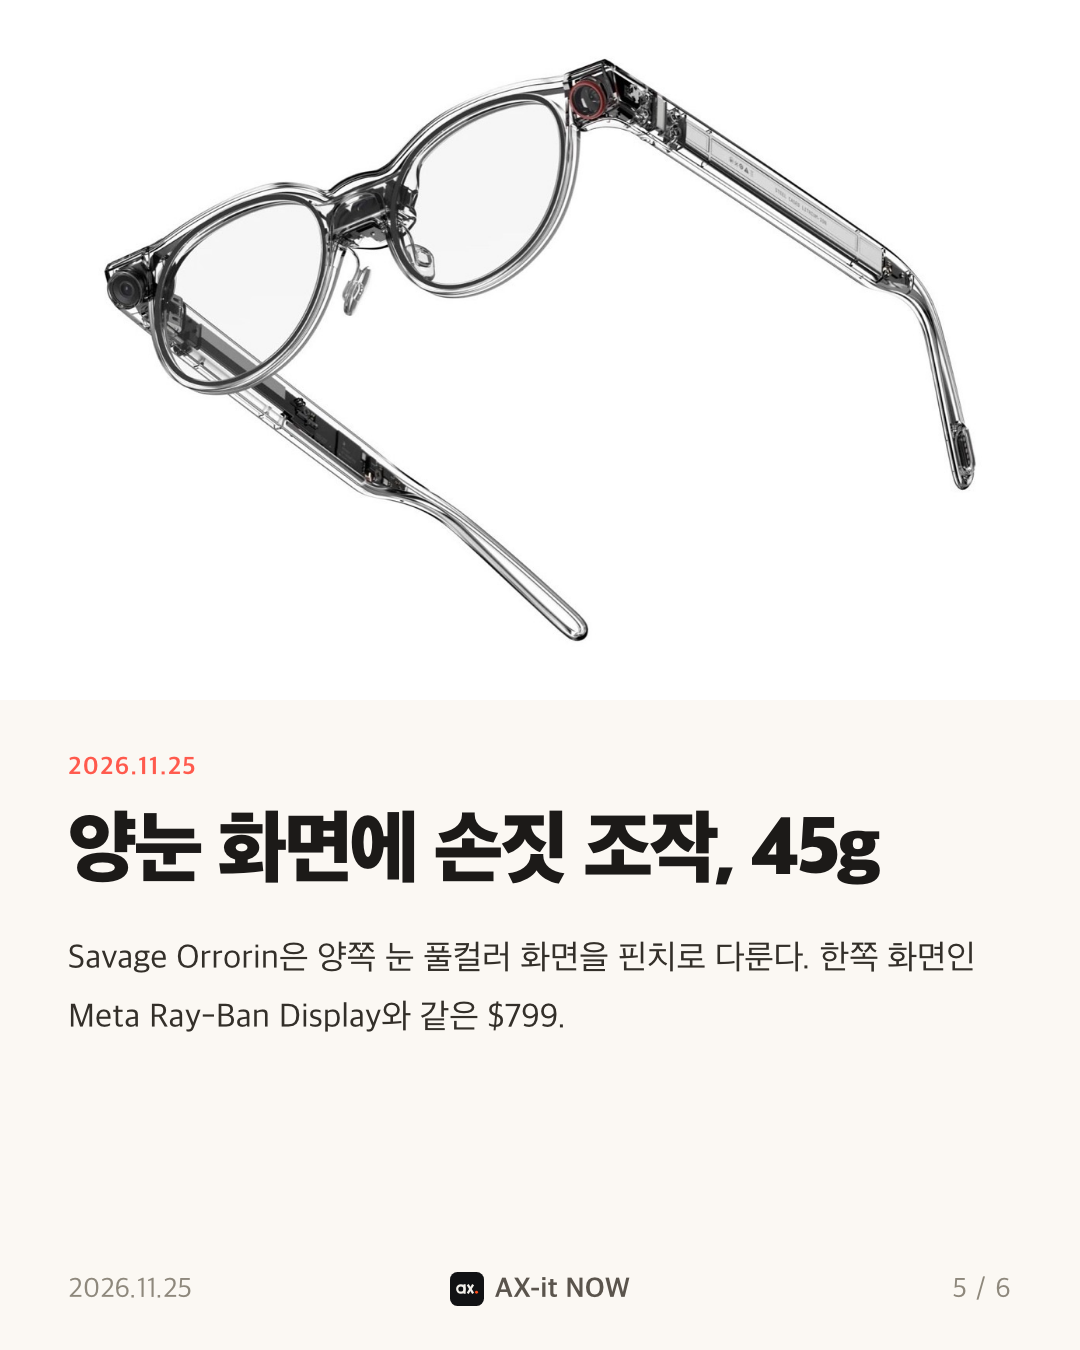 2026.11.25
양눈 화면에 손짓 조작, 45g
Savage Orrorin은 양쪽 눈 풀컬러 화면을 핀치로 다룬다. 한쪽 화면인
Meta Ray-Ban Display와 같은 $799.
2026.11.25
ax.
AX-it NOW
5 / 6